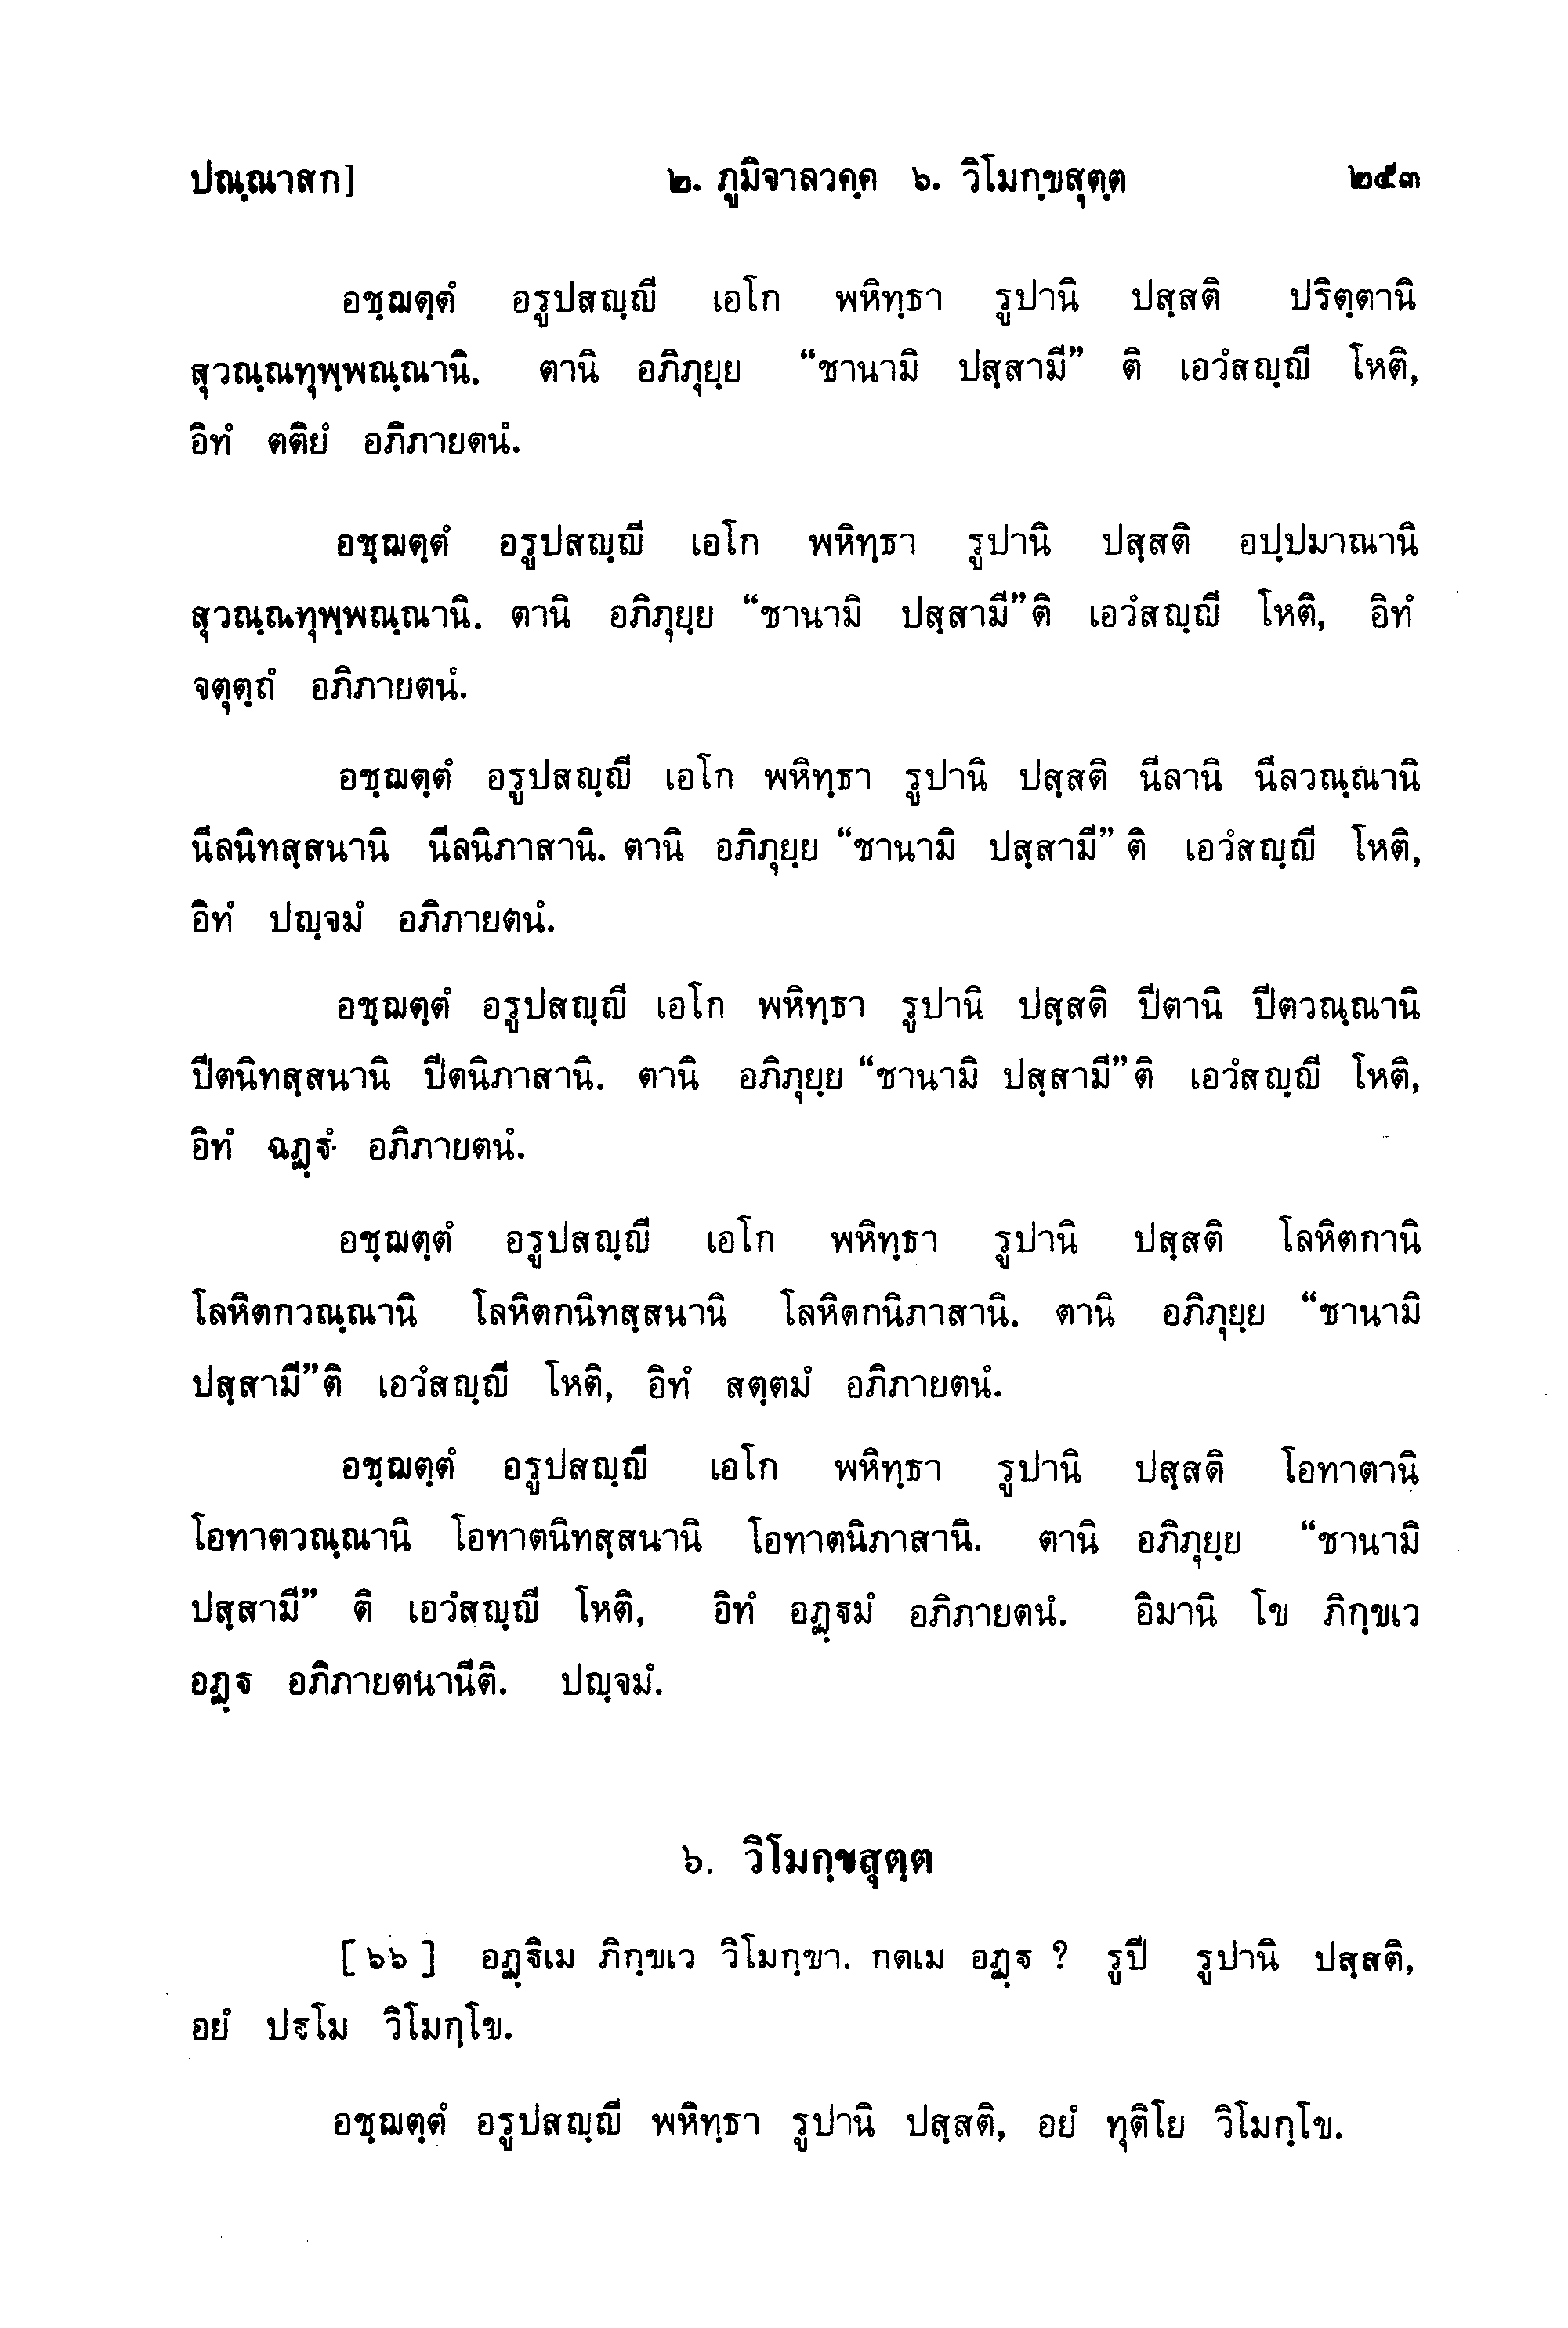 ปณฺณาสก] ๒. ภูมิจาลวคฺค ๖. วิโมกฺขสุตฺต ๒๕๓
อชฺฌตฺตํ อรูปสญฺญี เอโก พหิทฺธา รูปานิ ปสฺสติ ปริตฺตานิ
สุวณฺณทุพฺพณฺณานิ. ตานิ อภิภุยฺย “ชานามิ ปสฺสามี” ติ เอวํสญฺญี โหติ,
อิทํ ตติยํ อภิภายตนํ.
อชฺฌตฺตํ อรูปสญฺญี เอโก พหิทฺธา รูปานิ ปสฺสติ อปฺปมาณานิ
สุวณฺณทุพฺพณฺณานิ. ตานิ อภิภุยฺย “ชานามิ ปสฺสามี”ติ เอวํสญฺญี โหติ, อิทํ
จตุตฺถํ อภิภายตนํ.
อชฺฌตฺตํ อรูปสญฺญี เอโก พหิทฺธา รูปานิ ปสฺสติ นีลานิ นีลวณฺณานิ
นีลนิทสฺสนานิ นีลนิภาสานิ. ตานิ อภิภุยฺย “ชานามิ ปสฺสามี” ติ เอวํสญฺญี โหติ,
อิทํ ปญฺจมํ อภิภายตนํ.
อชฺฌตฺตํ อรูปสญฺญี เอโก พหิทฺธา รูปานิ ปสฺสติ ปีตานิ ปีตวณฺณานิ
ปีตนิทสฺสนานิ ปีตนิภาสานิ. ตานิ อภิภุยฺย “ชานามิ ปสฺสามี”ติ เอวํสญฺญี โหติ,
อิทํ ฉฏฺฐํ อภิภายตนํ.
อชฺฌตฺตํ อรูปสญฺญี เอโก พหิทฺธา รูปานิ ปสฺสติ โลหิตกานิ
โลหิตกวณฺณานิ โลหิตกนิทสฺสนานิ โลหิตกนิภาสานิ. ตานิ อภิภุยฺย “ชานามิ
ปสฺสามี”ติ เอวํสญฺญี โหติ, อิทํ สตฺตมํ อภิภายตนํ.
อชฺฌตฺตํ อรูปสญฺญี เอโก พหิทฺธา รูปานิ ปสฺสติ โอทาตานิ
โอทาตวณฺณานิ โอทาตนิทสฺสนานิ โอทาตนิภาสานิ. ตานิ อภิภุยฺย “ชานามิ
ปสฺสามี” ติ เอวํสญฺญี โหติ, อิทํ อฏฺฐมํ อภิภายตนํ. อิมานิ โข ภิกฺขเว
อฏฺฐ อภิภายตนานีติ. ปญฺจมํ.
๖. วิโมกฺขสุตฺต
[ ๖๖ ] อฏฺฐิเม ภิกฺขเว วิโมกฺขา. กตเม อฏฺฐ ? รูปี รูปานิ ปสฺสติ,
อยํ ปฐโม วิโมกฺโข.
อชฺฌตฺตํ อรูปสญฺญี พหิทฺธา รูปานิ ปสฺสติ, อยํ ทุติโย วิโมกฺโข.